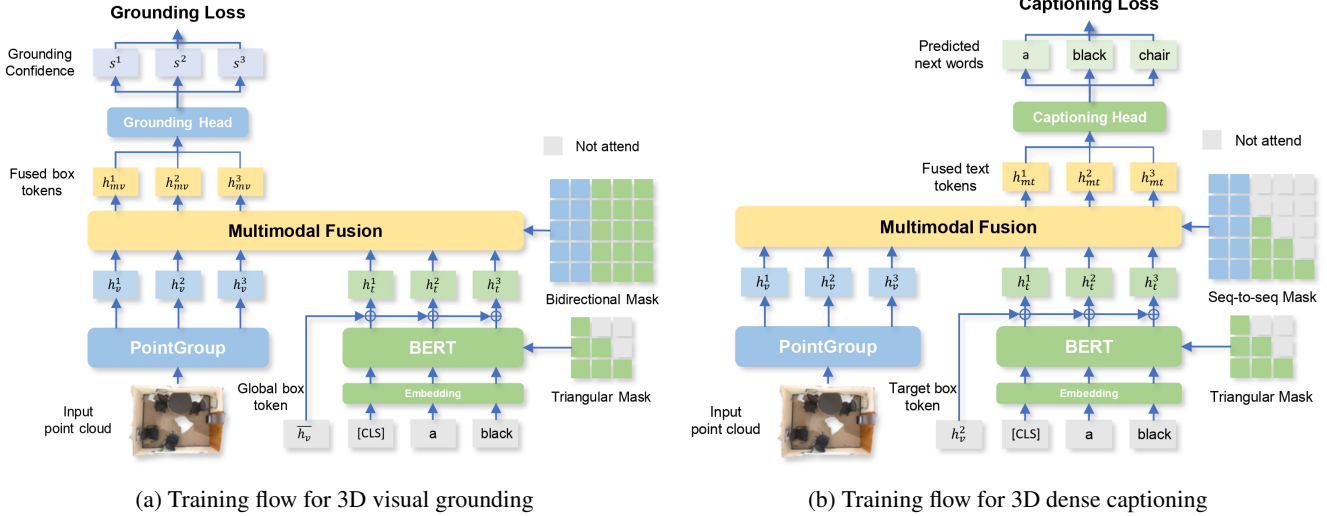 Grounding Loss
Grounding
Confidence
s¹ s² s³
Grounding Head
Fused box
tokens
h¹ₘᵥ h²ₘᵥ h³ₘᵥ
Not attend
Multimodal Fusion
h¹ᵥ h²ᵥ h³ᵥ
h¹ₜ h²ₜ h³ₜ
Bidirectional Mask
PointGroup
BERT
Global box
token
Embedding
Triangular Mask
Input
point cloud
h̅ᵥ
[CLS] a black
(a) Training flow for 3D visual grounding
Captioning Loss
Predicted
next words
a black chair
Captioning Head
Not attend
Fused text
tokens
h¹ₘₜ h²ₘₜ h³ₘₜ
Multimodal Fusion
h¹ᵥ h²ᵥ h³ᵥ
h¹ₜ h²ₜ h³ₜ
Seq-to-seq Mask
PointGroup
BERT
Target box
token
Embedding
Triangular Mask
Input
point cloud
h²ᵥ
[CLS] a black
(b) Training flow for 3D dense captioning